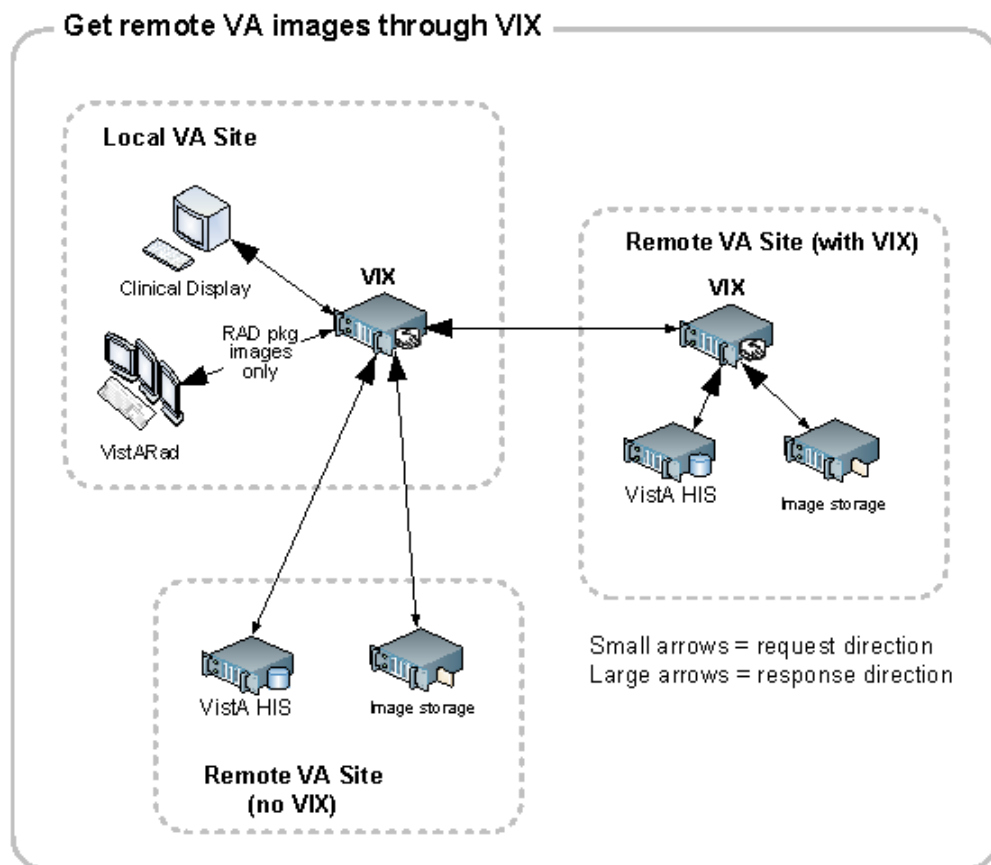 Get remote VA images through VIX
Local VA Site
Clinical Display
VIX
RAD pkg
images
only
VistARad
Remote VA Site (with VIX)
VIX
VistA HIS
Image storage
VistA HIS
Image storage
Remote VA Site
(no VIX)
Small arrows = request direction
Large arrows = response direction